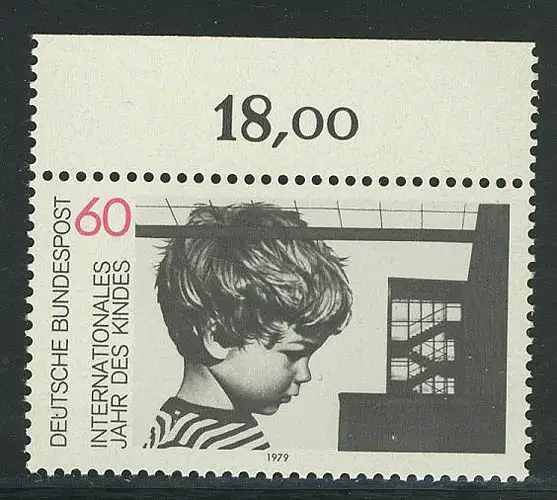 18,00
60
DEUTSCHE BUNDESPOST
INTERNATIONALES
JAHR DES KINDES
1979